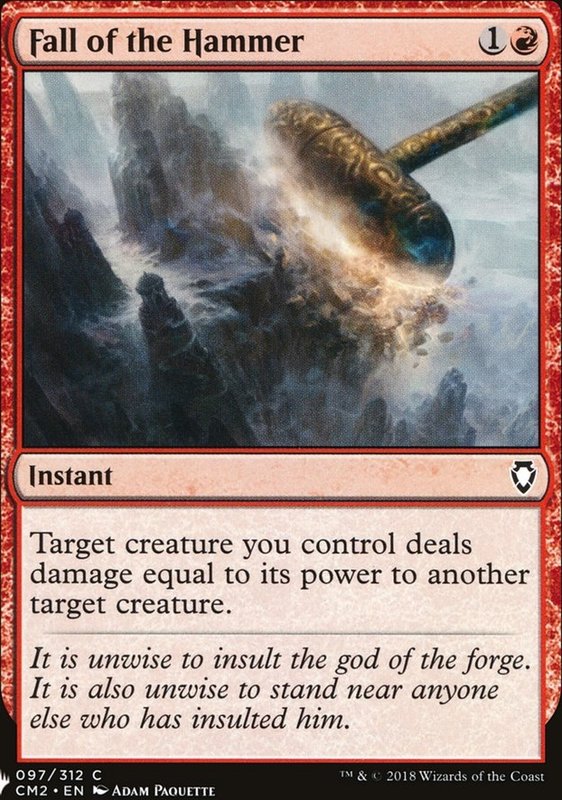 Fall of the Hammer 1
Instant
Target creature you control deals
damage equal to its power to another
target creature.
It is unwise to insult the god of the forge.
It is also unwise to stand near anyone
else who has insulted him.
097/312 C
CM2 • EN Adam Paquette
™ & © 2018 Wizards of the Coast